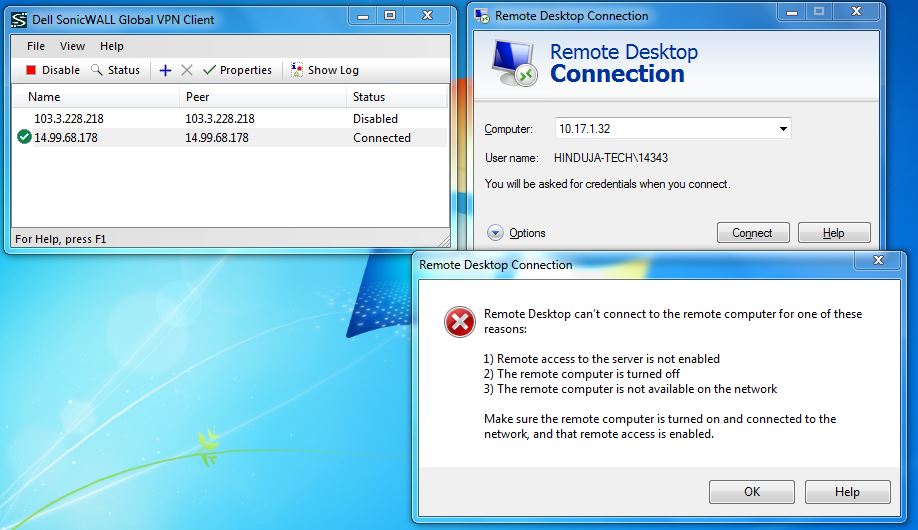 Dell SonicWALL Global VPN Client
File View Help
Disable Status Properties Show Log
Name Peer Status
103.3.228.218 103.3.228.218 Disabled
14.99.68.178 14.99.68.178 Connected
For Help, press F1
Remote Desktop Connection
Remote Desktop
Connection
Computer: 10.17.1.32
User name: HINDUJA-TECH\14343
You will be asked for credentials when you connect.
Options Connect Help
Remote Desktop Connection
Remote Desktop can't connect to the remote computer for one of these
reasons:
1) Remote access to the server is not enabled
2) The remote computer is turned off
3) The remote computer is not available on the network
Make sure the remote computer is turned on and connected to the
network, and that remote access is enabled.
OK Help